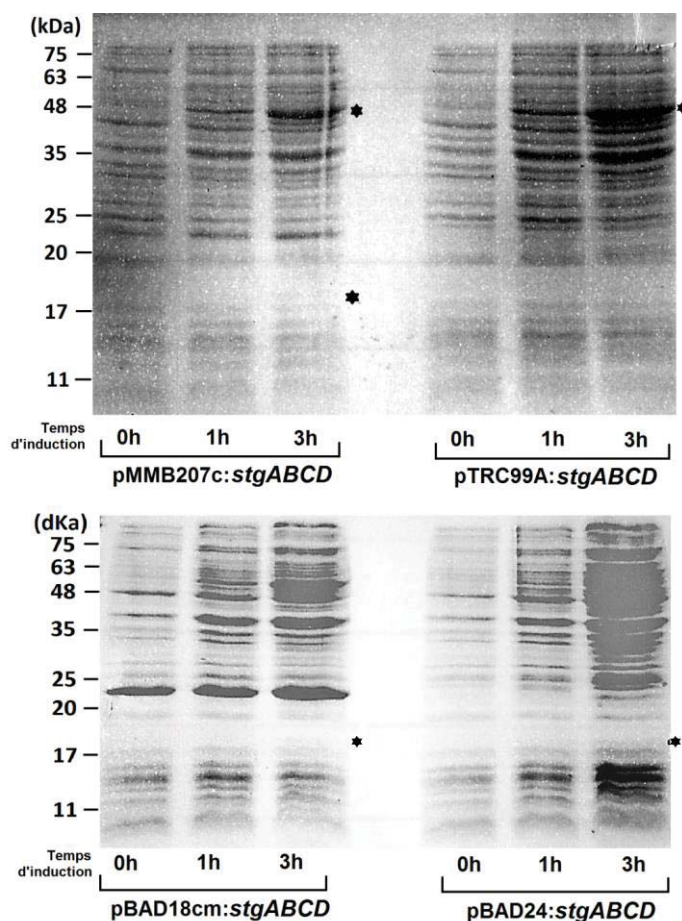 (kDa)
75
63
48
35
25
20
17
11
Temps
d'induction
0h 1h 3h 0h 1h 3h
pMMB207c:stgABCD pTRC99A:stgABCD
(dKa)
75
63
48
35
25
20
17
11
Temps
d'induction
0h 1h 3h 0h 1h 3h
pBAD18cm:stgABCD pBAD24:stgABCD